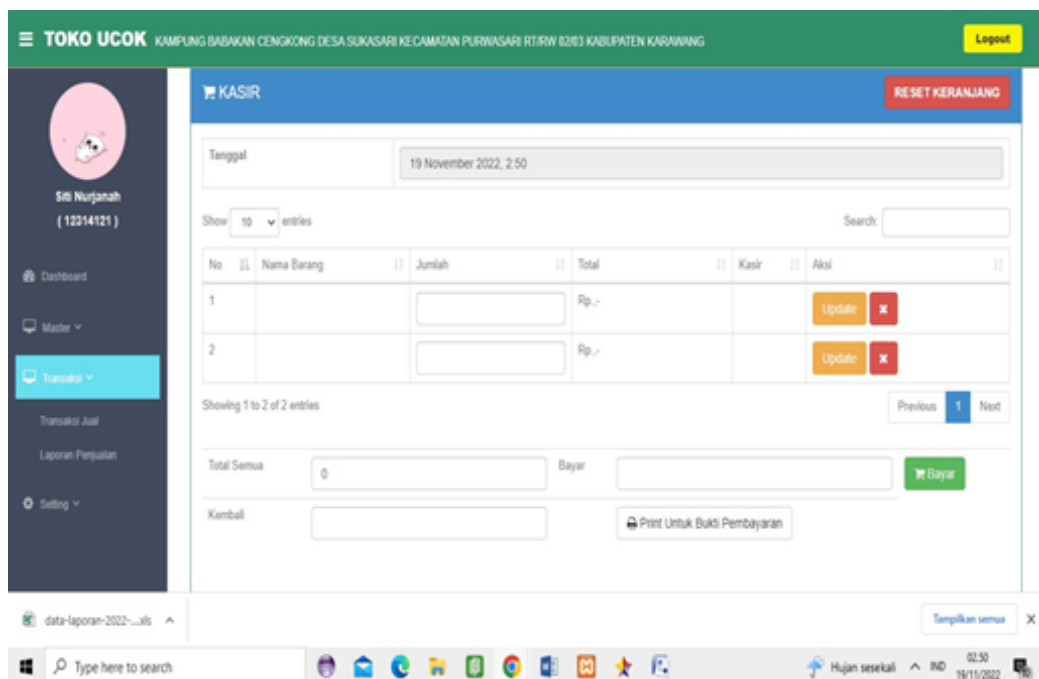 TOKO UCOK KAMPUNG BABAKAN CENGKONG DESA SUKASARI KECAMATAN PURWASARI RT/RW 02/03 KABUPATEN KARAWANG Logout
KASIR RESET KERANJANG
Siti Nurjanah
( 12314121 )
Dashboard
Master
Transaksi
Transaksi Jual
Laporan Penjualan
Setting
Tanggal 19 November 2022, 2:50
Show 10 entries Search:
No Nama Barang Jumlah Total Kasir Aksi
1 Rp.,- Update x
2 Rp.,- Update x
Showing 1 to 2 of 2 entries Previous 1 Next
Total Semua 0 Bayar Bayar
Kembali Print Untuk Bukti Pembayaran
data-laporan-2022-....xls Tampilkan semua X
Type here to search Hujan sesekali IND 02.50
19/11/2022